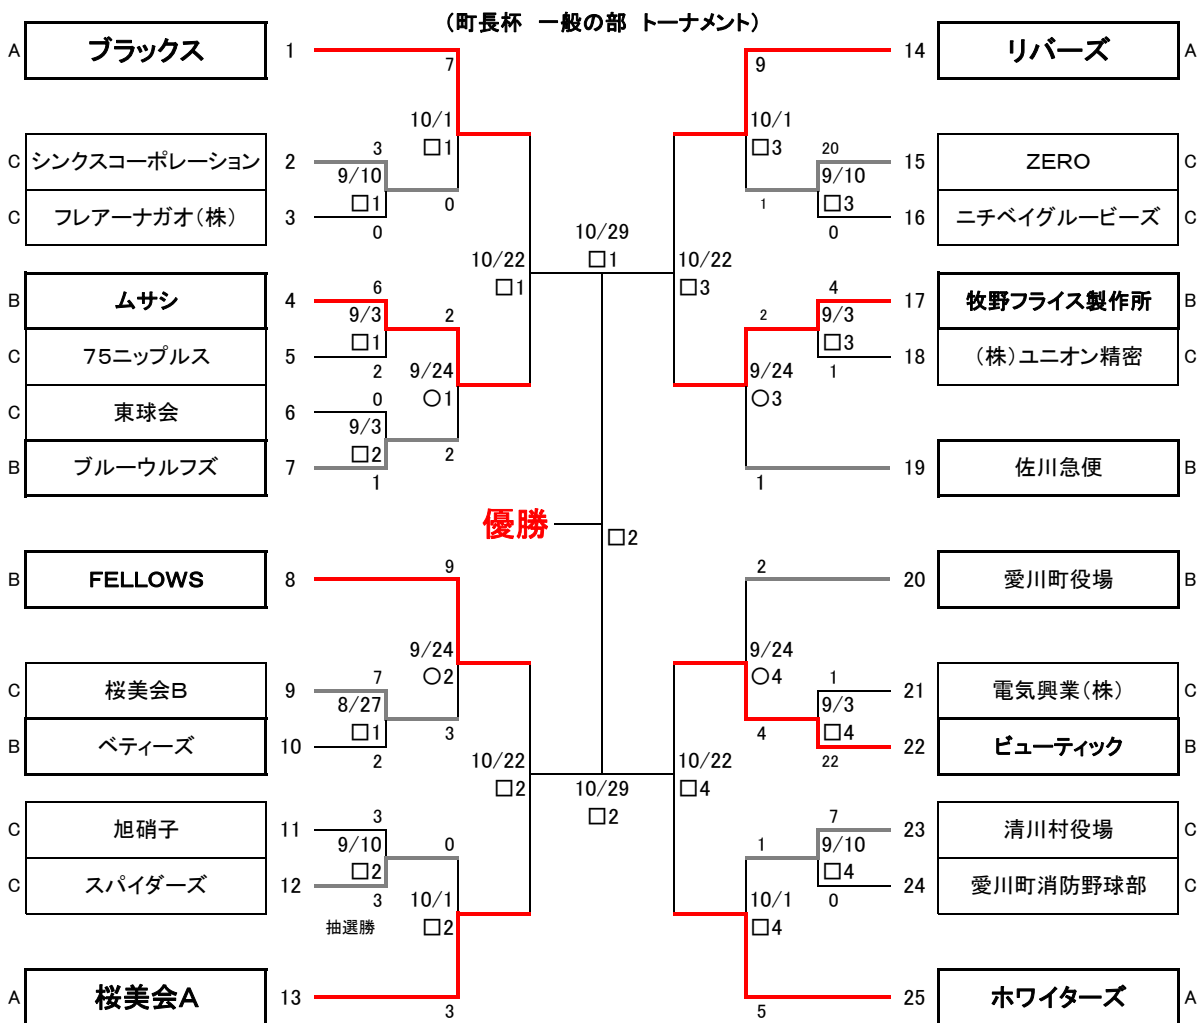 (町長杯 一般の部 トーナメント)
A ブラックス 1 7
10/1
□1
C シンクスコーポレーション 2 3
9/10
□1
C フレアーナガオ(株) 3 0
0
10/22
□1
B ムサシ 4 6
9/3
□1
2
C 75ニップルス 5 2
9/24
○1
C 東球会 6 0
9/3
□2
2
B ブルーウルフズ 7 1
B FELLOWS 8 9
9/24
○2
C 桜美会B 9 7
8/27
□1
3
B ベティーズ 10 2
10/22
□2
C 旭硝子 11 3
9/10
□2
0
C スパイダーズ 12 3
抽選勝
10/1
□2
A 桜美会A 13 3
10/29
□1
優勝
□2
10/29
□2
9 14 リバーズ A
10/1
□3
20 15 ZERO C
9/10
□3
1
0 16 ニチベイグルービーズ C
10/22
□3
4 17 牧野フライス製作所 B
9/3
□3
2
1 18 (株)ユニオン精密 C
9/24
○3
1 19 佐川急便 B
2 20 愛川町役場 B
9/24
○4
1 21 電気興業(株) C
9/3
□4
4
22 22 ビューティック B
10/22
□4
7 23 清川村役場 C
9/10
□4
1
0 24 愛川町消防野球部 C
10/1
□4
5 25 ホワイターズ A